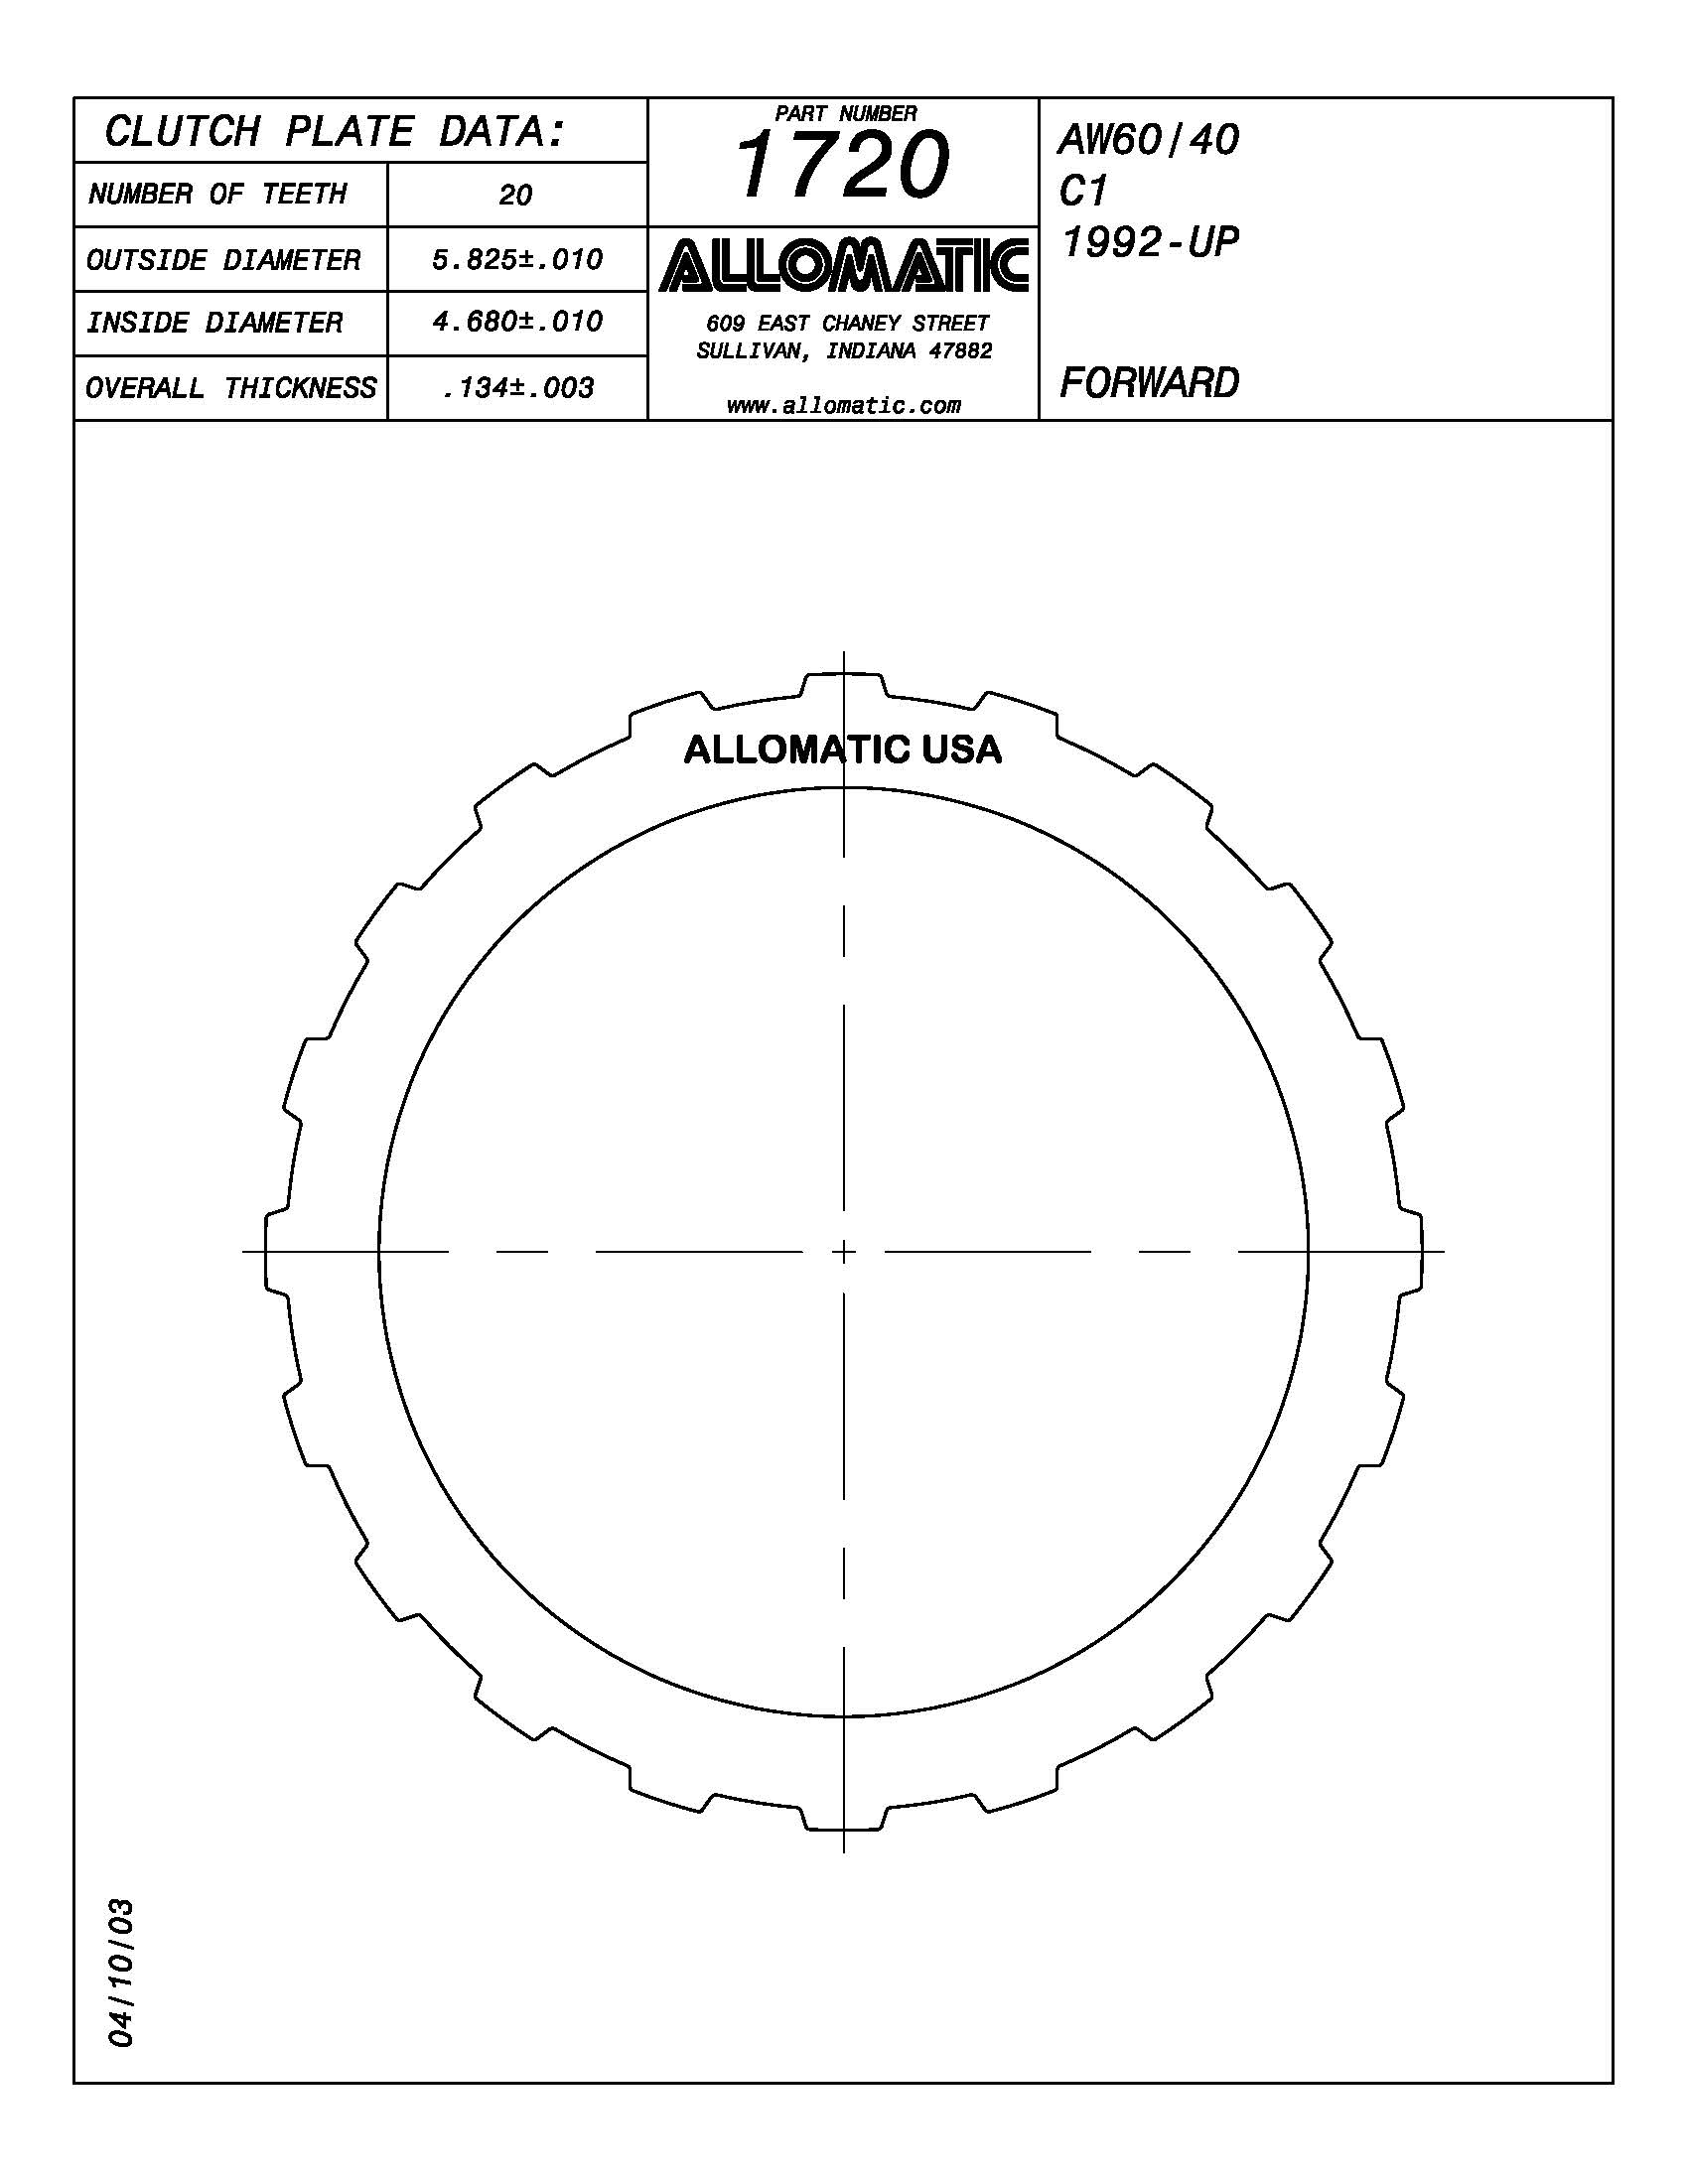 CLUTCH PLATE DATA:
NUMBER OF TEETH 20
OUTSIDE DIAMETER 5.825±.010
INSIDE DIAMETER 4.680±.010
OVERALL THICKNESS .134±.003
PART NUMBER
1720
ALLOMATIC
609 EAST CHANEY STREET
SULLIVAN, INDIANA 47882
www.allomatic.com
AW60/40
C1
1992-UP
FORWARD
ALLOMATIC USA
04/10/03